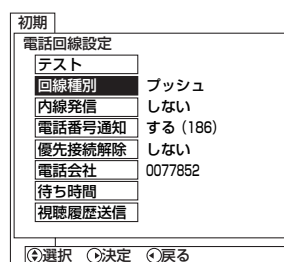 初期
電話回線設定
テスト
回線種別 プッシュ
内線発信 しない
電話番号通知 する(186)
優先接続解除 しない
電話会社 0077852
待ち時間
視聴履歴送信
選択 決定 戻る